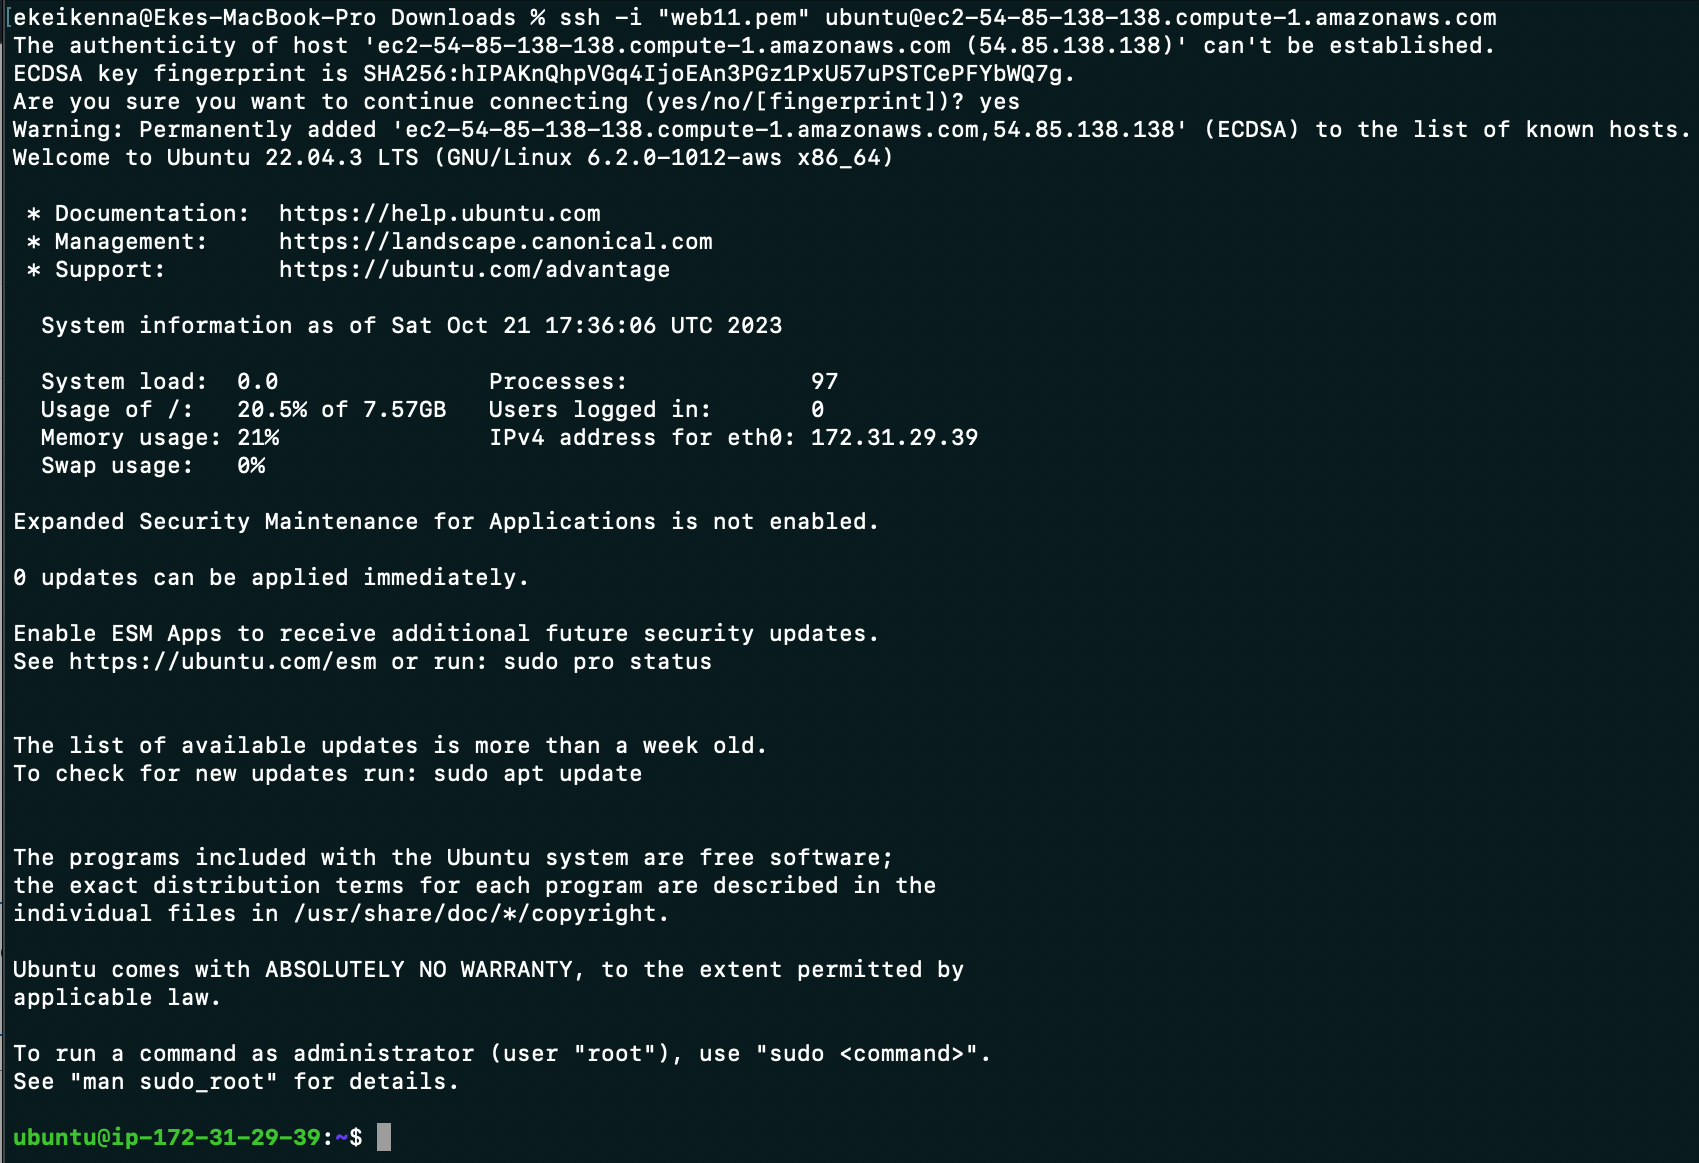 [ekeikenna@Ekes-MacBook-Pro Downloads % ssh -i "web11.pem" ubuntu@ec2-54-85-138-138.compute-1.amazonaws.com
The authenticity of host 'ec2-54-85-138-138.compute-1.amazonaws.com (54.85.138.138)' can't be established.
ECDSA key fingerprint is SHA256:hIPAKnQhpVGq4IjoEAn3PGz1PxU57uPSTCePFYbWQ7g.
Are you sure you want to continue connecting (yes/no/[fingerprint])? yes
Warning: Permanently added 'ec2-54-85-138-138.compute-1.amazonaws.com,54.85.138.138' (ECDSA) to the list of known hosts.
Welcome to Ubuntu 22.04.3 LTS (GNU/Linux 6.2.0-1012-aws x86_64)
* Documentation:  https://help.ubuntu.com
* Management:     https://landscape.canonical.com
* Support:        https://ubuntu.com/advantage
System information as of Sat Oct 21 17:36:06 UTC 2023
System load:  0.0               Processes:             97
Usage of /:   20.5% of 7.57GB   Users logged in:       0
Memory usage: 21%               IPv4 address for eth0: 172.31.29.39
Swap usage:   0%
Expanded Security Maintenance for Applications is not enabled.
0 updates can be applied immediately.
Enable ESM Apps to receive additional future security updates.
See https://ubuntu.com/esm or run: sudo pro status
The list of available updates is more than a week old.
To check for new updates run: sudo apt update
The programs included with the Ubuntu system are free software;
the exact distribution terms for each program are described in the
individual files in /usr/share/doc/*/copyright.
Ubuntu comes with ABSOLUTELY NO WARRANTY, to the extent permitted by
applicable law.
To run a command as administrator (user "root"), use "sudo <command>".
See "man sudo_root" for details.
ubuntu@ip-172-31-29-39:~$